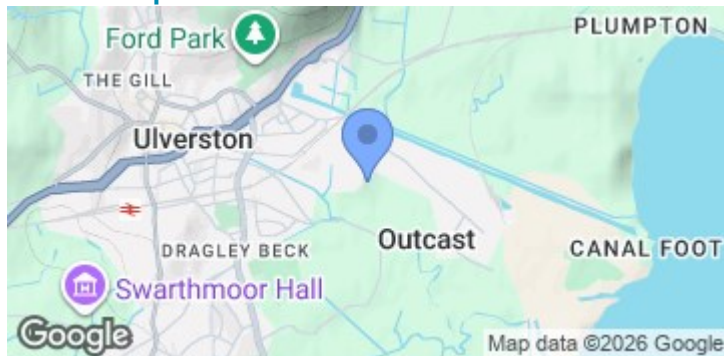 PLUMPTON
Ford Park
THE GILL
Ulverston
Outcast
DRAGLEY BECK
CANAL FOOT
Swarthmoor Hall
Google
Map data ©2026 Google